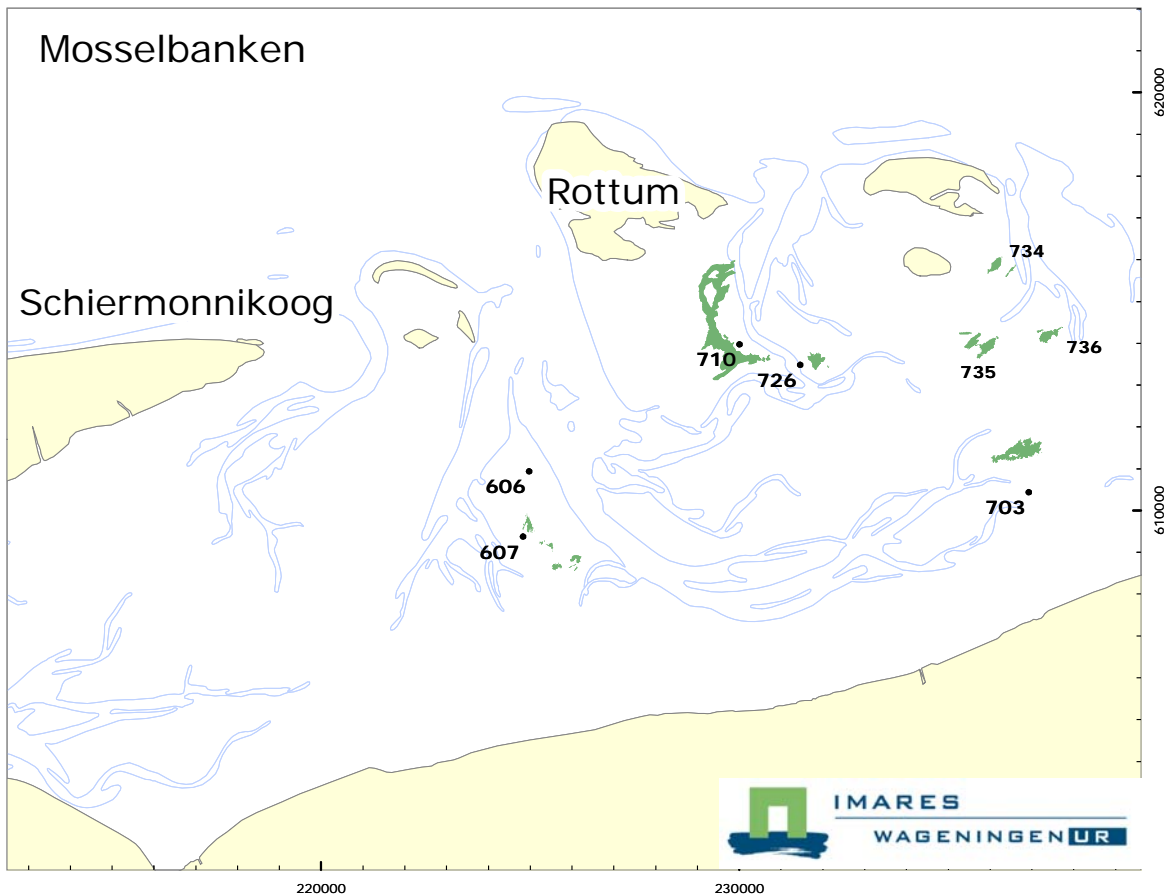 Mosselbanken
620000
Rottum
734
Schiermonnikoog
736
710
735
726
606
703
610000
607
IMARES
WAGENINGEN UR
220000
230000